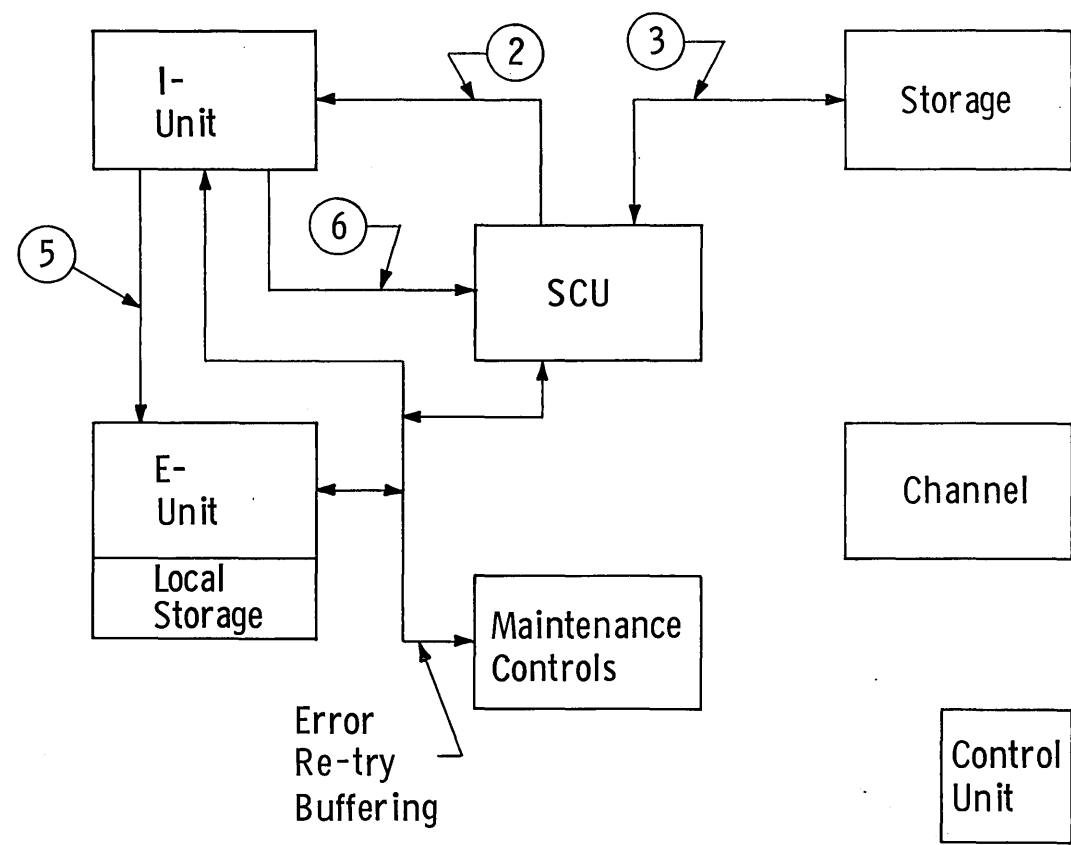 2
3
I-
Unit
Storage
6
5
SCU
E-
Unit
Channel
Local
Storage
Maintenance
Controls
Error
Re-try
Buffering
Control
Unit